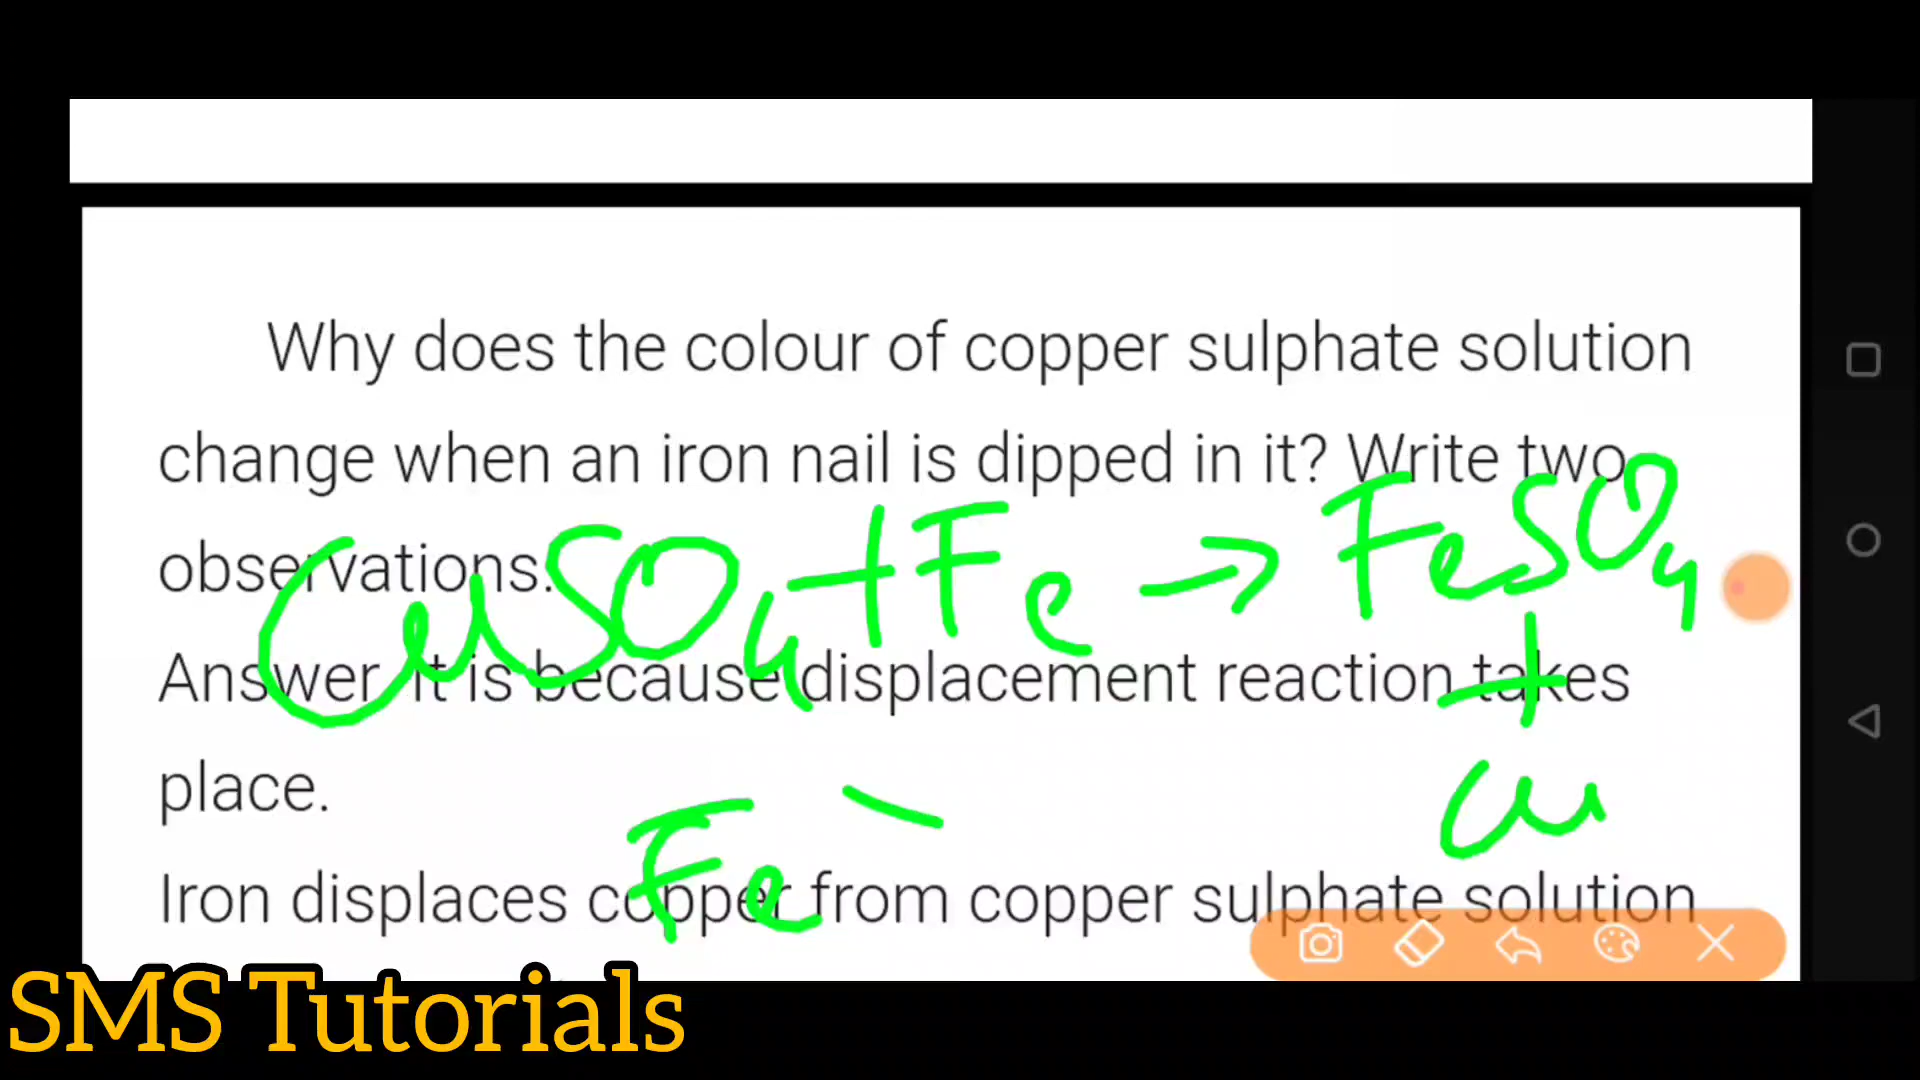 Why does the colour of copper sulphate solution
change when an iron nail is dipped in it? Write two
observations.
CuSO4 + Fe → FeSO4
+
Cu
Answer It is because displacement reaction takes
place.
Fe
Iron displaces copper from copper sulphate solution
SMS Tutorials